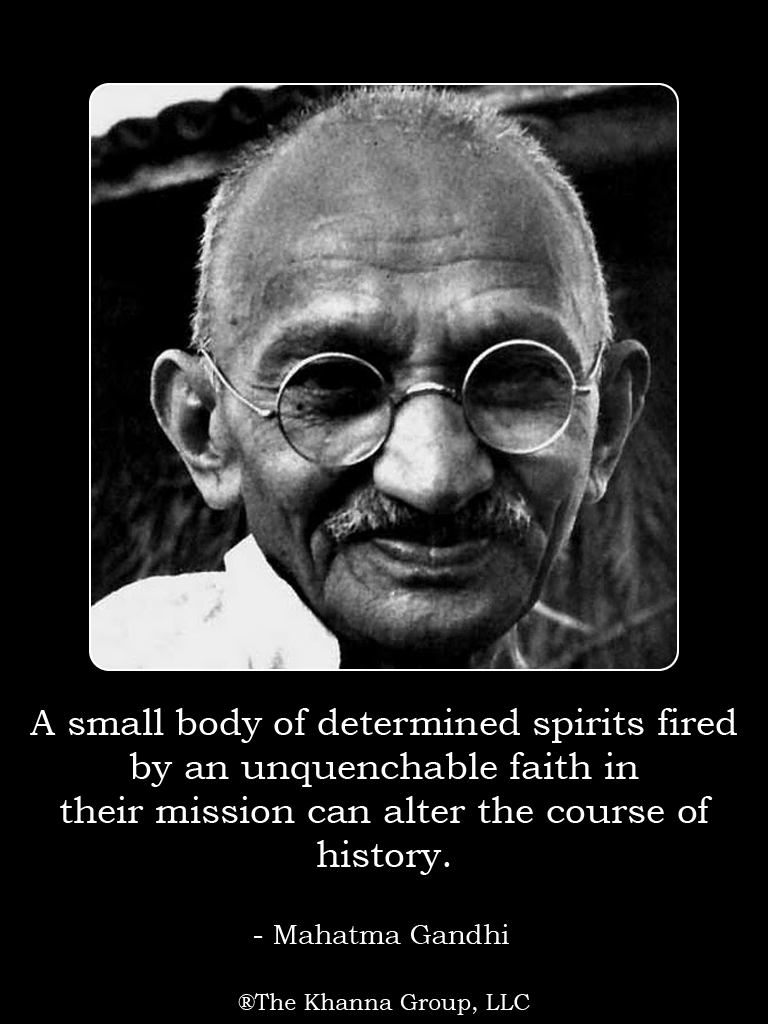 A small body of determined spirits fired
by an unquenchable faith in
their mission can alter the course of
history.
- Mahatma Gandhi
®The Khanna Group, LLC